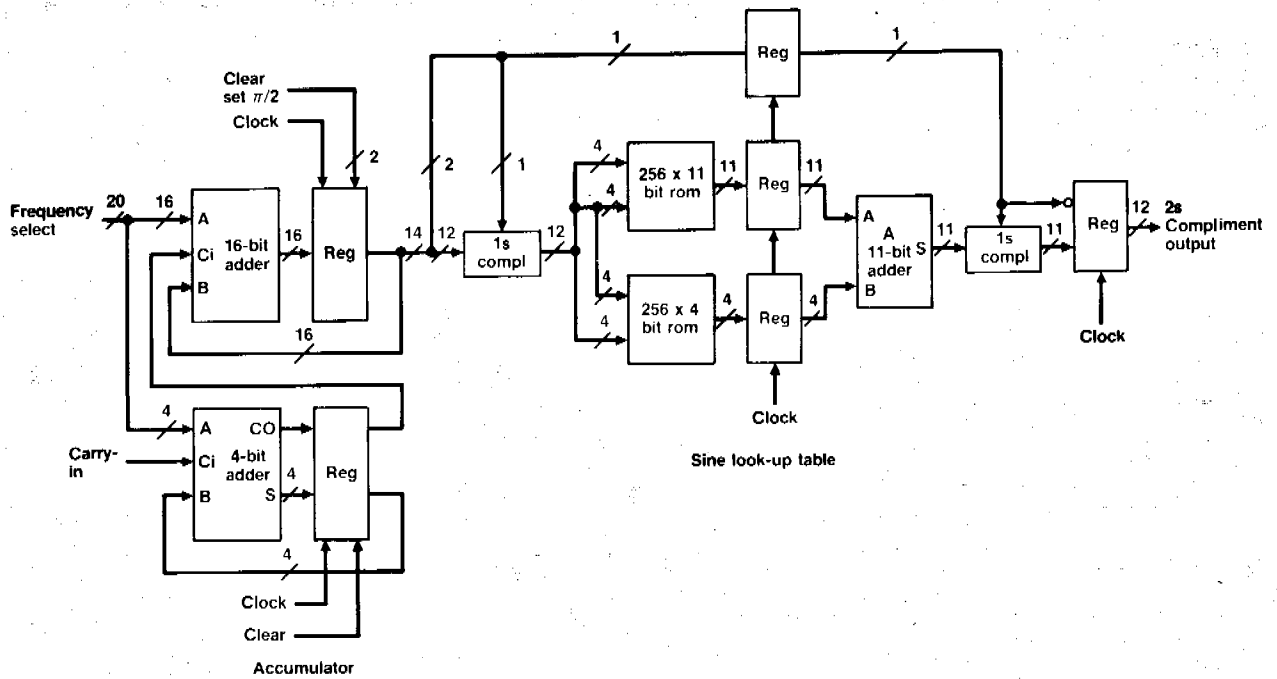 1
Reg
1
Clear
set π/2
Clock
2
2
1
20
Frequency
select
16
A
Ci
B
16-bit
adder
16
Reg
14
12
1s
compl
12
16
4
4
256 x 11
bit rom
11
Reg
11
4
4
256 x 4
bit rom
4
Reg
4
Clock
Sine look-up table
A
A
11-bit
adder
S
B
11
1s
compl
11
Reg
12
2s
Compliment
output
Clock
4
Carry-
in
A
Ci
B
CO
4-bit
adder
S
4
Reg
4
Clock
Clear
Accumulator